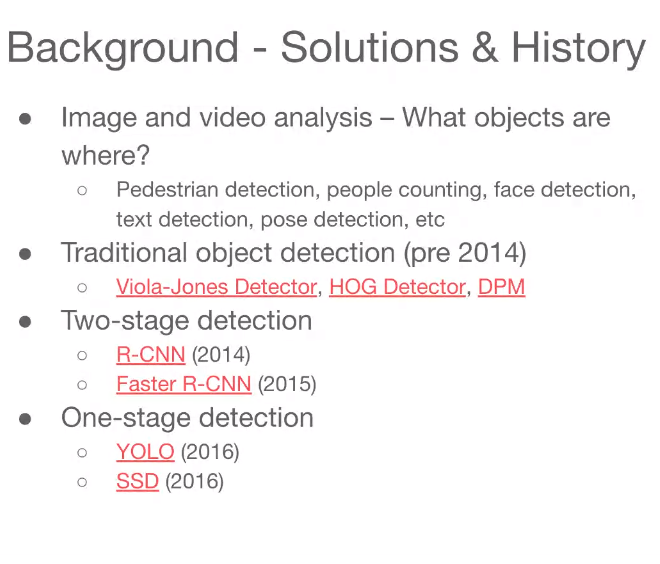 Background - Solutions & History
● Image and video analysis – What objects are
where?
○ Pedestrian detection, people counting, face detection,
text detection, pose detection, etc
● Traditional object detection (pre 2014)
○ Viola-Jones Detector, HOG Detector, DPM
● Two-stage detection
○ R-CNN (2014)
○ Faster R-CNN (2015)
● One-stage detection
○ YOLO (2016)
○ SSD (2016)